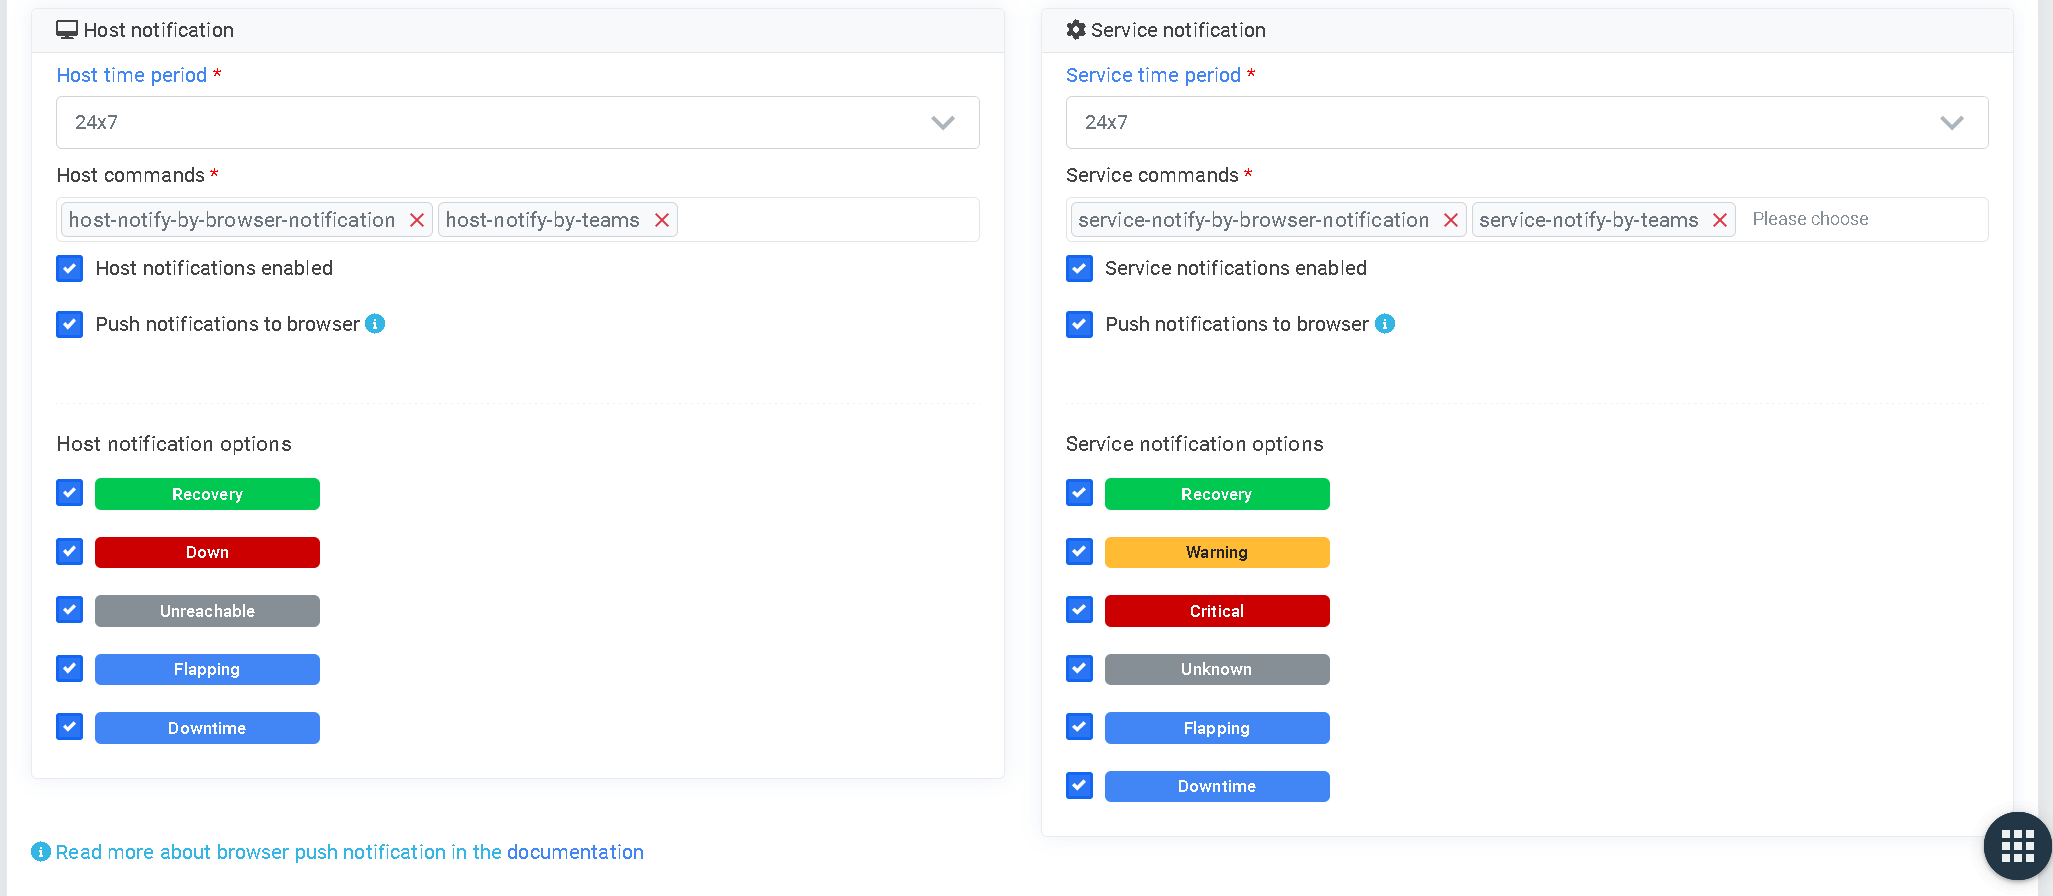 Host notification
Host time period *
24x7
Host commands *
host-notify-by-browser-notification host-notify-by-teams
Host notifications enabled
Push notifications to browser
Host notification options
Recovery
Down
Unreachable
Flapping
Downtime
Service notification
Service time period *
24x7
Service commands *
service-notify-by-browser-notification service-notify-by-teams Please choose
Service notifications enabled
Push notifications to browser
Service notification options
Recovery
Warning
Critical
Unknown
Flapping
Downtime
Read more about browser push notification in the documentation